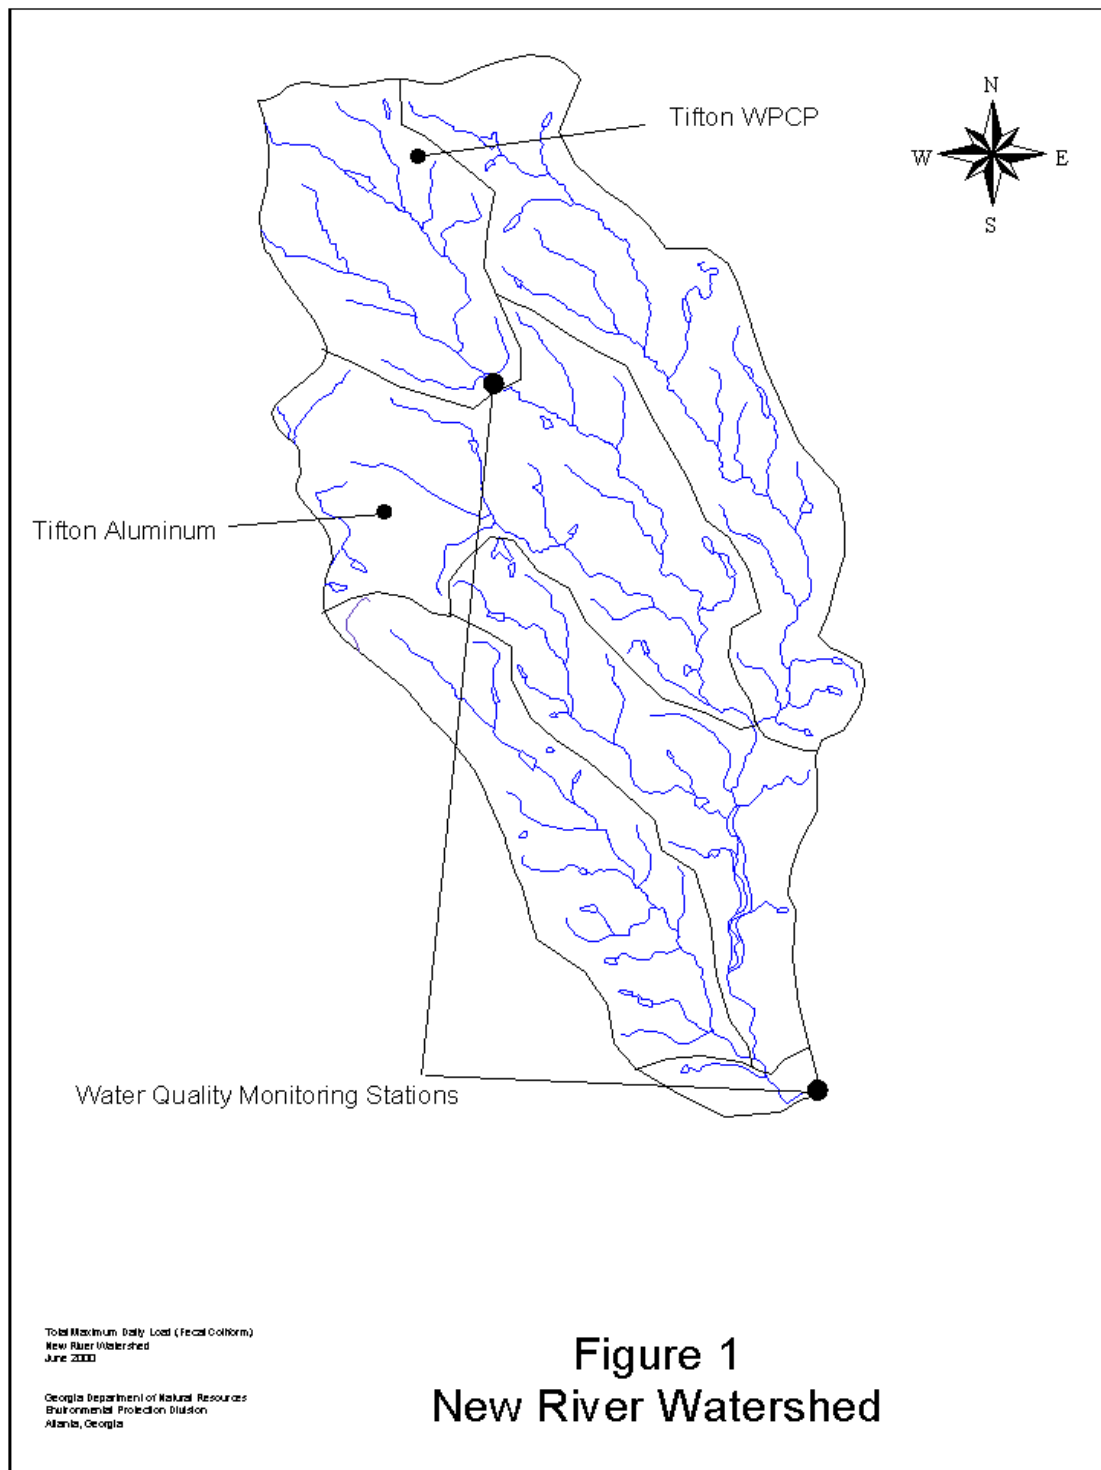 N
Tifton WPCP
W
E
S
Tifton Aluminum
Water Quality Monitoring Stations
Total Maximum Daily Load (Fecal Coliform)
New River Watershed
June 2000
Georgia Department of Natural Resources
Environmental Protection Division
Atlanta, Georgia
Figure 1
New River Watershed